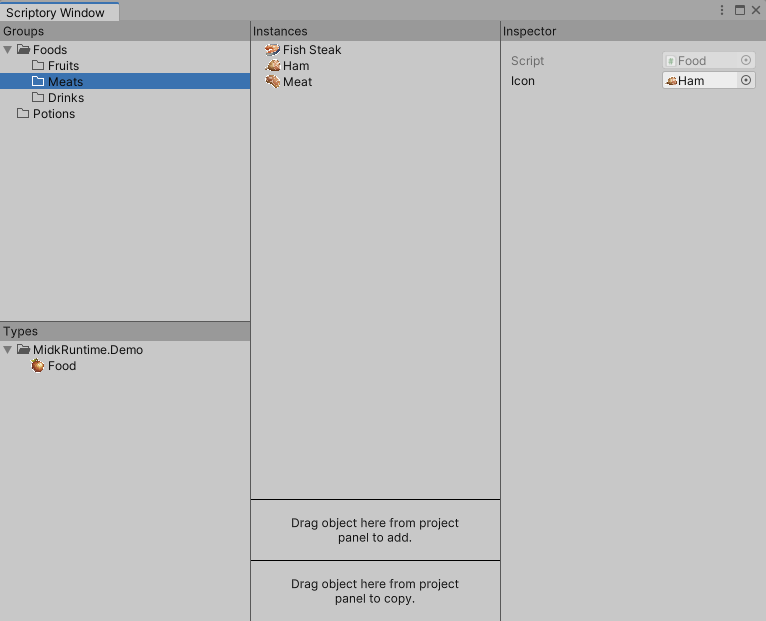 Scriptory Window
Groups
Foods
Fruits
Meats
Drinks
Potions
Types
MidkRuntime.Demo
Food
Instances
Fish Steak
Ham
Meat
Drag object here from project
panel to add.
Drag object here from project
panel to copy.
Inspector
Script Food
Icon Ham